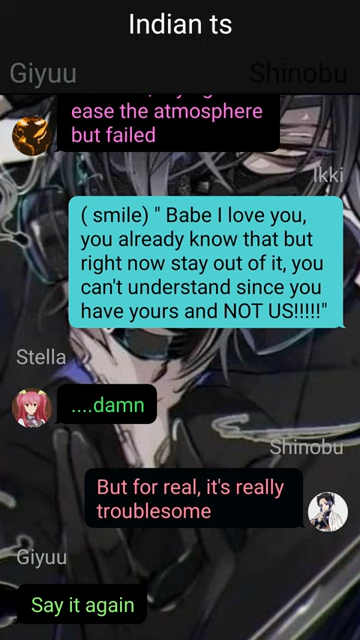 Indian ts
Giyuu
Shinobu
ease the atmosphere
but failed
Ikki
( smile) " Babe I love you,
you already know that but
right now stay out of it, you
can't understand since you
have yours and NOT US!!!!!"
Stella
....damn
Shinobu
But for real, it's really
troublesome
Giyuu
Say it again